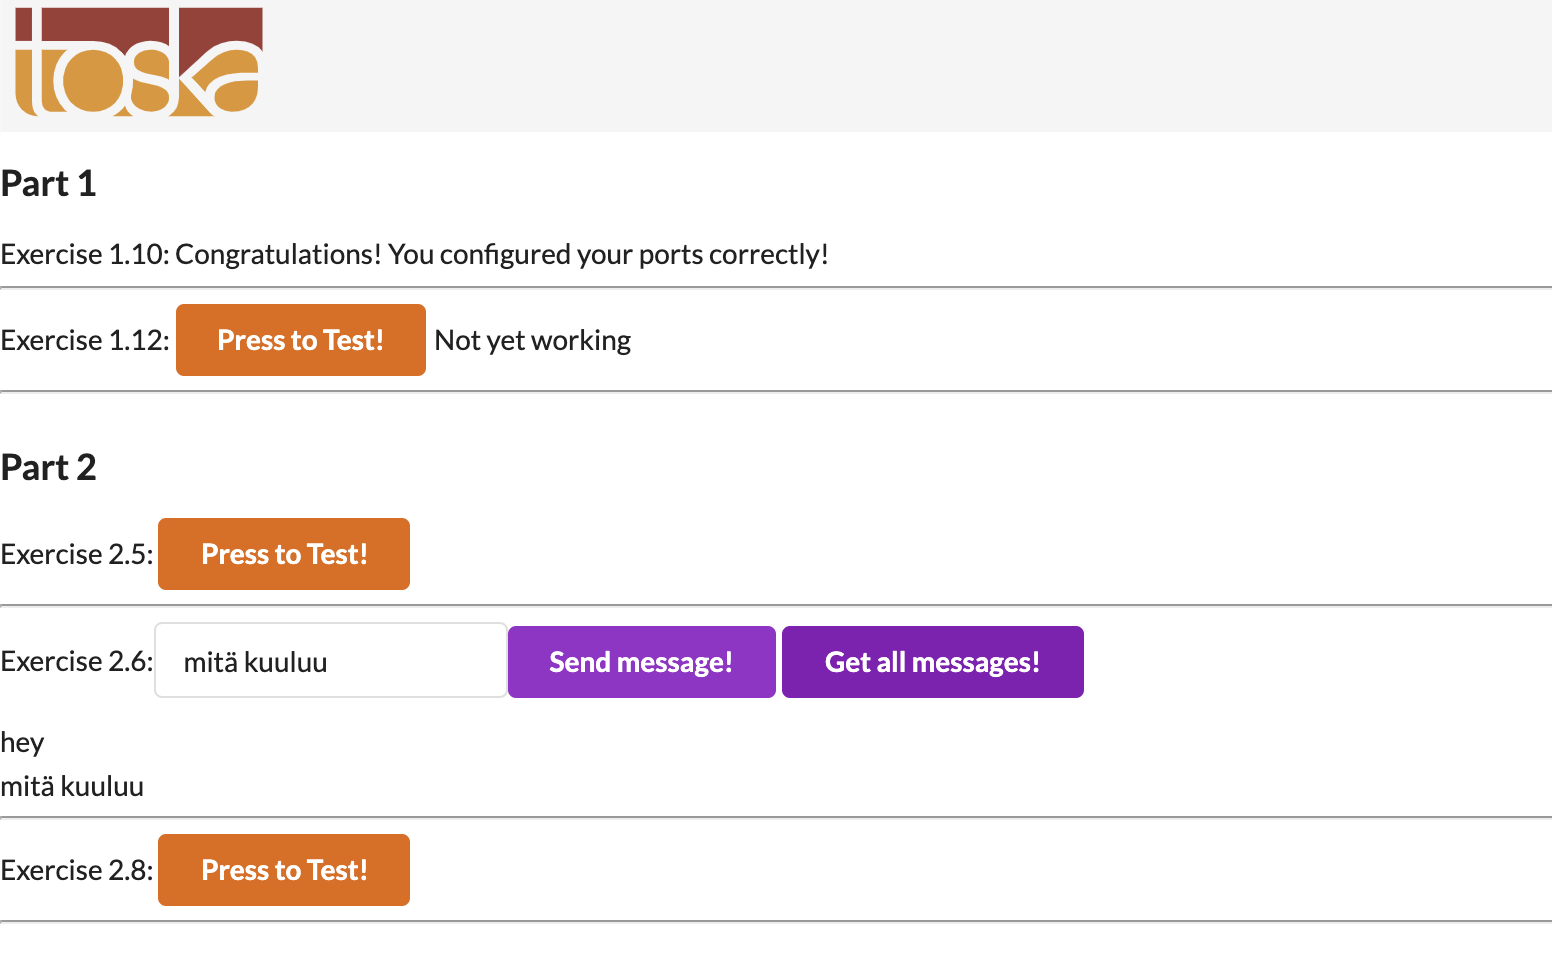 toska
Part 1
Exercise 1.10: Congratulations! You configured your ports correctly!
Exercise 1.12: Press to Test! Not yet working
Part 2
Exercise 2.5: Press to Test!
Exercise 2.6: mitä kuuluu Send message! Get all messages!
hey
mitä kuuluu
Exercise 2.8: Press to Test!